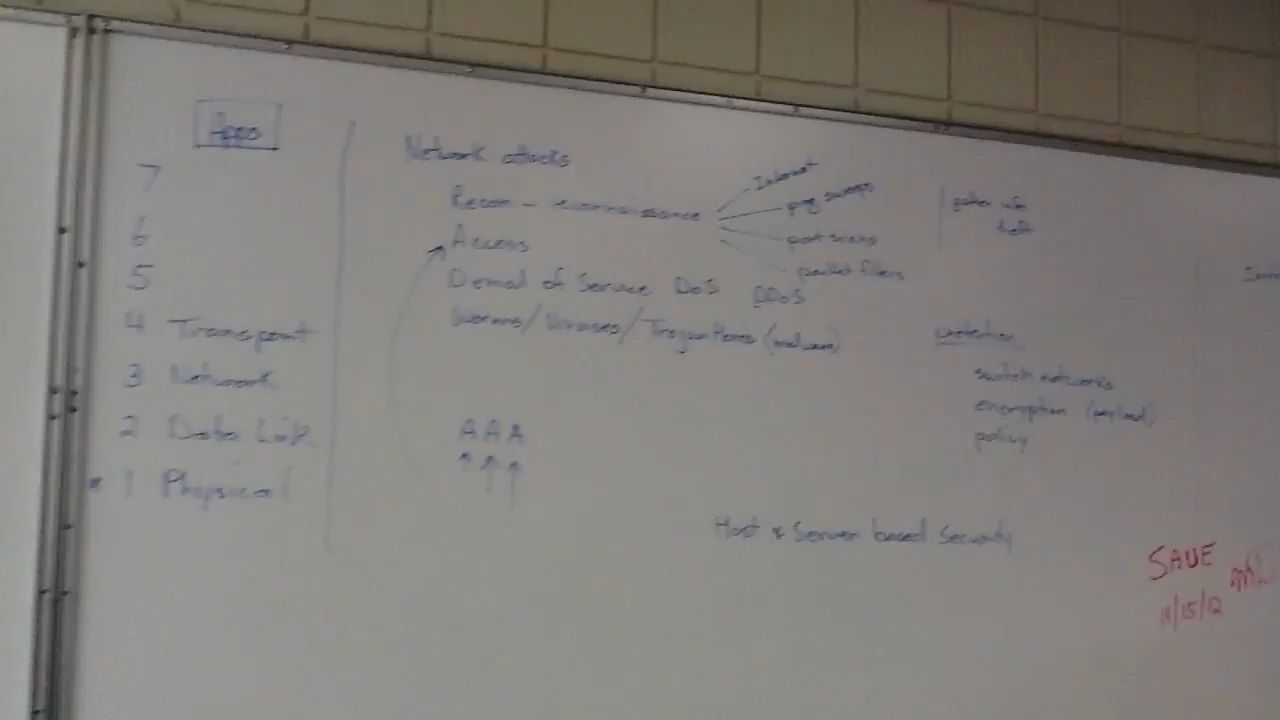 Apps
7
6
5
4 Transport
3 Network
2 Data Link
* 1 Physical
Network attacks
Recon - reconnaissance
Internet
ping sweeps
port scans
packet filters
gather info
theft
Access
Denial of Service DoS DDoS
Worms/Viruses/Trojan Horses (malware)
AAA
protection
switch networks
encryption (payload)
policy
Host & Server based Security
SAVE
11/15/12